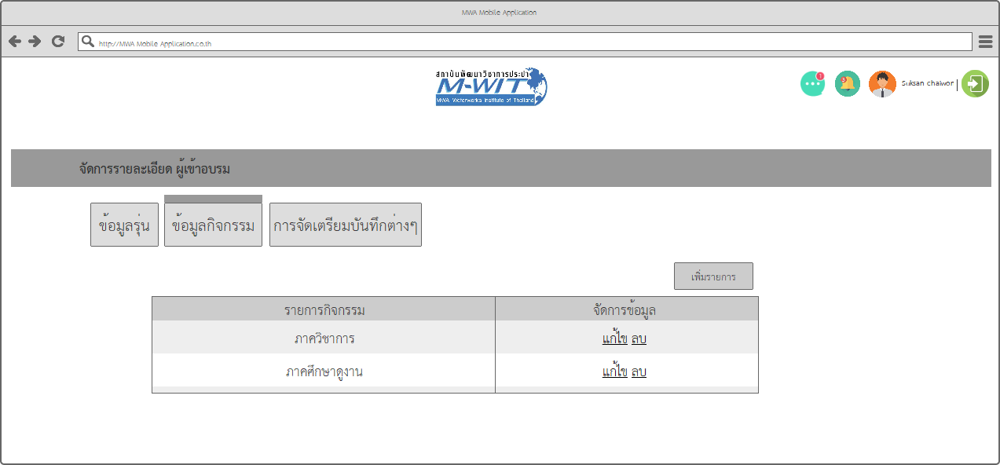 MWA Mobile Application
http://MWA Mobile Application.co.th
สถาบันพัฒนาวิชาการประปา
M-WIT
MWA Waterworks Institute of Thailand
1
3
Suksan chaiwor
จัดการรายละเอียด ผู้เข้าอบรม
ข้อมูลรุ่น
ข้อมูลกิจกรรม
การจัดเตรียมบันทึกต่างๆ
เพิ่มรายการ
รายการกิจกรรม จัดการข้อมูล
ภาควิชาการ แก้ไข ลบ
ภาคศึกษาดูงาน แก้ไข ลบ